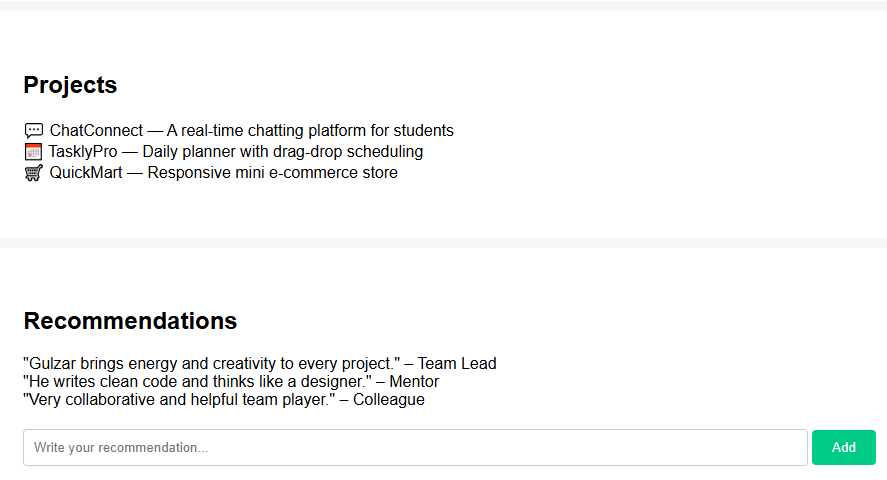 Projects
💬 ChatConnect — A real-time chatting platform for students
📅 TasklyPro — Daily planner with drag-drop scheduling
🛒 QuickMart — Responsive mini e-commerce store
Recommendations
"Gulzar brings energy and creativity to every project." – Team Lead
"He writes clean code and thinks like a designer." – Mentor
"Very collaborative and helpful team player." – Colleague
Write your recommendation... Add